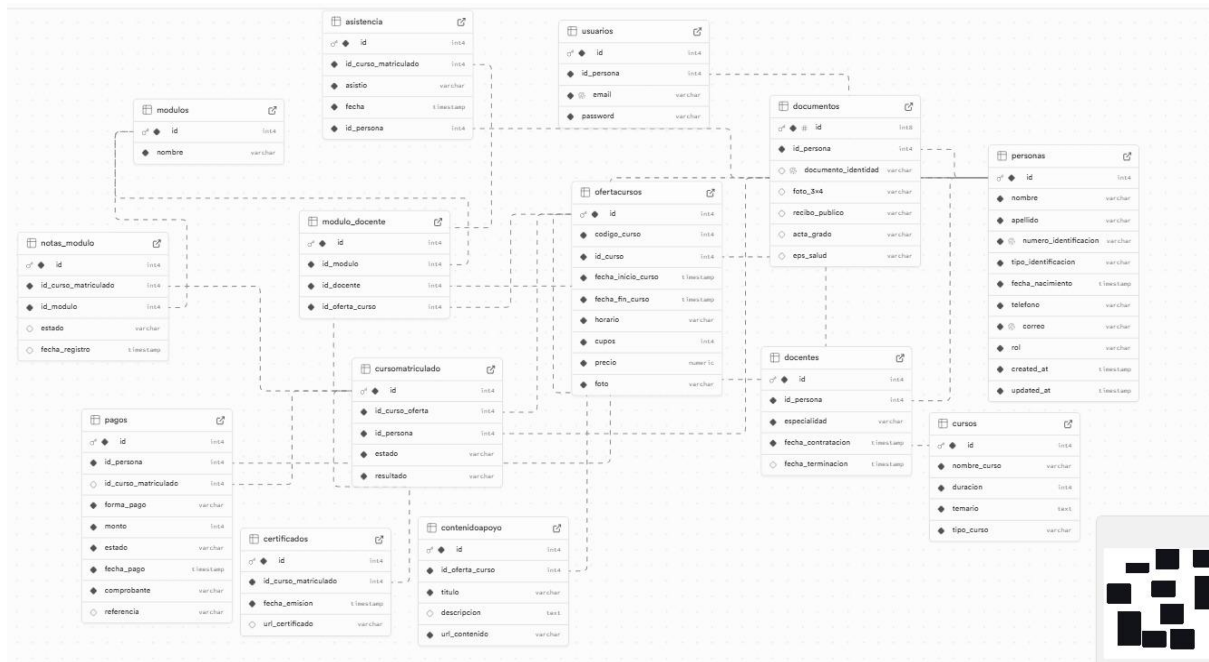 asistencia
id int4
id_curso_matriculado int4
asistio varchar
fecha timestamp
id_persona int4
usuarios
id int4
id_persona int4
email varchar
password varchar
modulos
id int4
nombre varchar
documentos
id int8
id_persona int4
documento_identidad varchar
foto_3x4 varchar
recibo_publico varchar
acta_grado varchar
eps_salud varchar
personas
id int4
nombre varchar
apellido varchar
numero_identificacion varchar
tipo_identificacion varchar
fecha_nacimiento timestamp
telefono varchar
correo varchar
rol varchar
created_at timestamp
updated_at timestamp
ofertacursos
id int4
codigo_curso int4
id_curso int4
fecha_inicio_curso timestamp
fecha_fin_curso timestamp
horario varchar
cupos int4
precio numeric
foto varchar
modulo_docente
id int4
id_modulo int4
id_docente int4
id_oferta_curso int4
notas_modulo
id int4
id_curso_matriculado int4
id_modulo int4
estado varchar
fecha_registro timestamp
docentes
id int4
id_persona int4
especialidad varchar
fecha_contratacion timestamp
fecha_terminacion timestamp
cursomatriculado
id int4
id_curso_oferta int4
id_persona int4
estado varchar
resultado varchar
pagos
id int4
id_persona int4
id_curso_matriculado int4
forma_pago varchar
monto int4
estado varchar
fecha_pago timestamp
comprobante varchar
referencia varchar
cursos
id int4
nombre_curso varchar
duracion int4
temario text
tipo_curso varchar
certificados
id int4
id_curso_matriculado int4
fecha_emision timestamp
url_certificado varchar
contenidoapoyo
id int4
id_oferta_curso int4
titulo varchar
descripcion text
url_contenido varchar